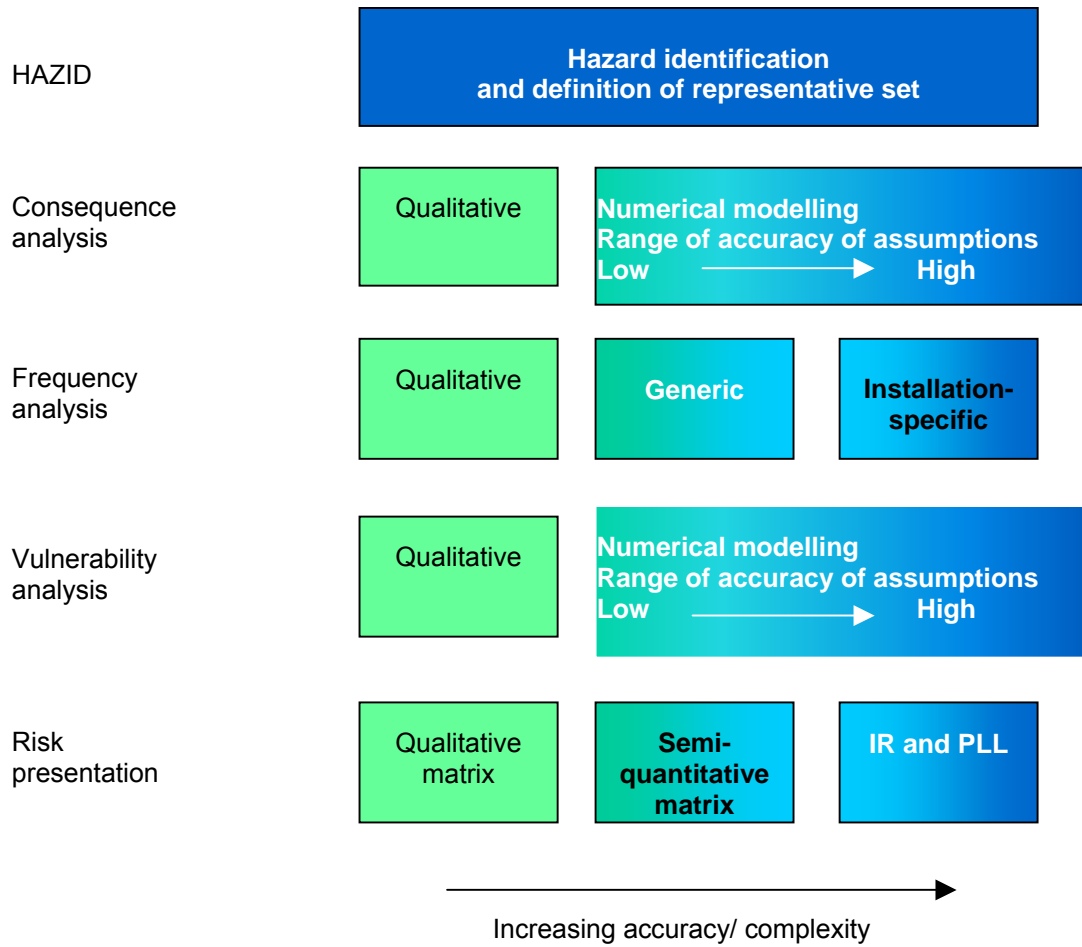 HAZID
Hazard identification
and definition of representative set
Consequence
analysis
Qualitative
Numerical modelling
Range of accuracy of assumptions
Low High
Frequency
analysis
Qualitative
Generic
Installation-
specific
Vulnerability
analysis
Qualitative
Numerical modelling
Range of accuracy of assumptions
Low High
Risk
presentation
Qualitative
matrix
Semi-
quantitative
matrix
IR and PLL
Increasing accuracy/ complexity